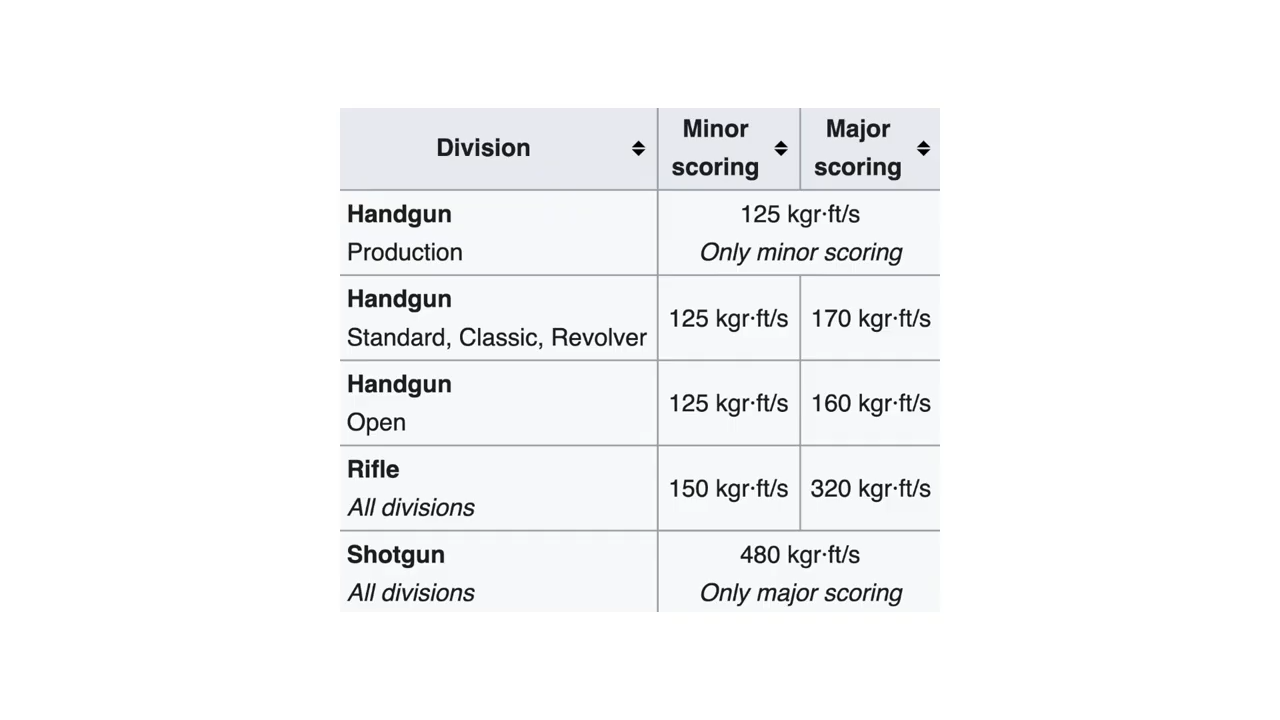 Division
Minor scoring
Major scoring
Handgun
Production
125 kgr·ft/s
Only minor scoring
Handgun
Standard, Classic, Revolver
125 kgr·ft/s
170 kgr·ft/s
Handgun
Open
125 kgr·ft/s
160 kgr·ft/s
Rifle
All divisions
150 kgr·ft/s
320 kgr·ft/s
Shotgun
All divisions
480 kgr·ft/s
Only major scoring